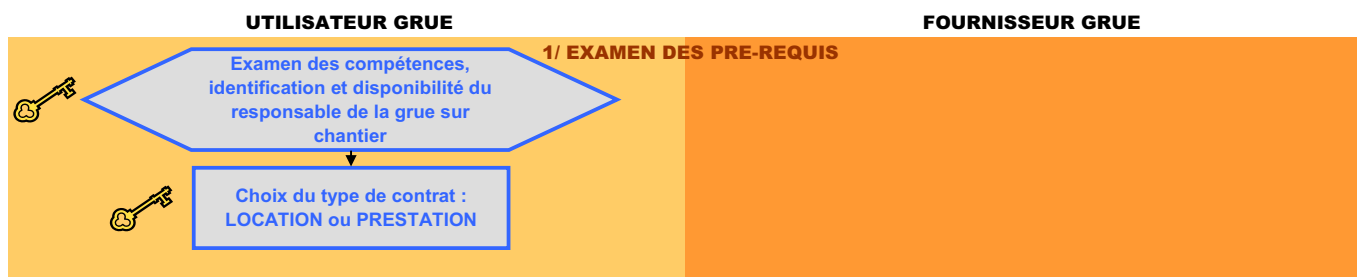 UTILISATEUR GRUE
FOURNISSEUR GRUE
1/ EXAMEN DES PRE-REQUIS
Examen des compétences,
identification et disponibilité du
responsable de la grue sur
chantier
Choix du type de contrat :
LOCATION ou PRESTATION